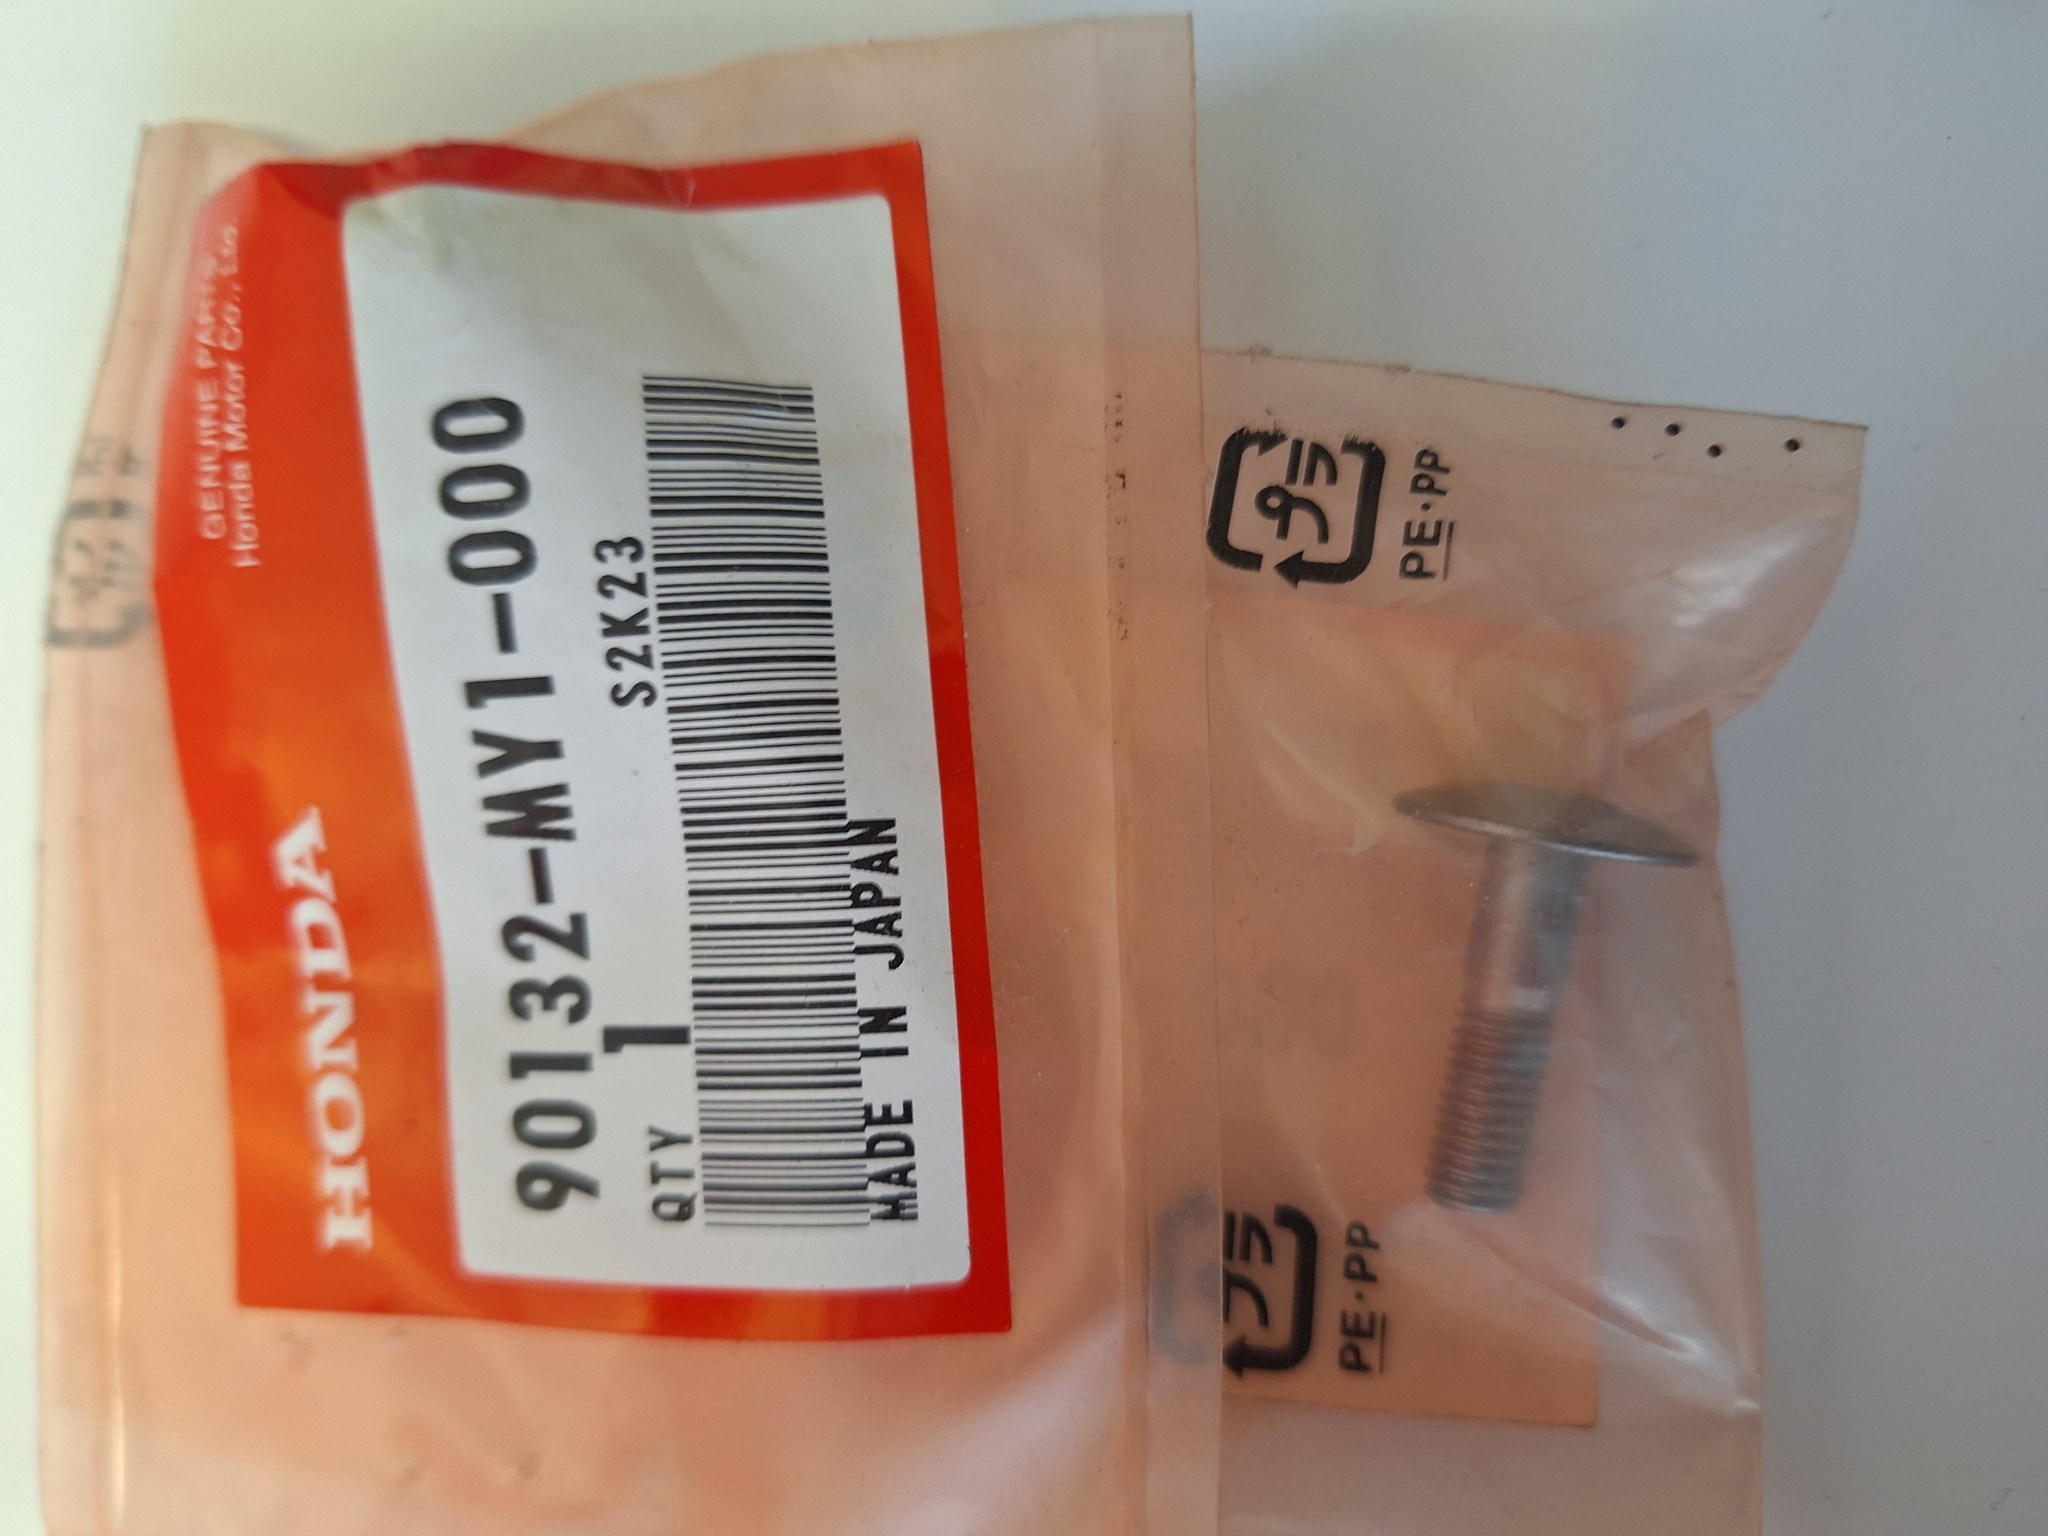 GENUINE PARTS
Honda Motor Co., Ltd.
HONDA
90132-MY1-000
QTY 1 S2K23
MADE IN JAPAN
プラ
PE・PP
プラ
PE・PP